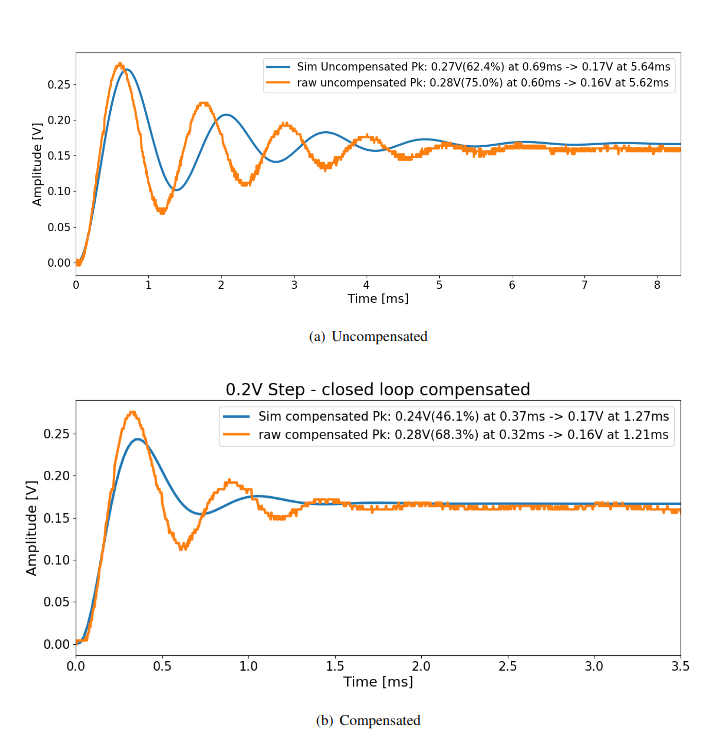 Sim Uncompensated Pk: 0.27V(62.4%) at 0.69ms -> 0.17V at 5.64ms
raw uncompensated Pk: 0.28V(75.0%) at 0.60ms -> 0.16V at 5.62ms
Amplitude [V]
0.25
0.20
0.15
0.10
0.05
0.00
0 1 2 3 4 5 6 7 8
Time [ms]
(a) Uncompensated
0.2V Step - closed loop compensated
Sim compensated Pk: 0.24V(46.1%) at 0.37ms -> 0.17V at 1.27ms
raw compensated Pk: 0.28V(68.3%) at 0.32ms -> 0.16V at 1.21ms
Amplitude [V]
0.25
0.20
0.15
0.10
0.05
0.00
0.0 0.5 1.0 1.5 2.0 2.5 3.0 3.5
Time [ms]
(b) Compensated